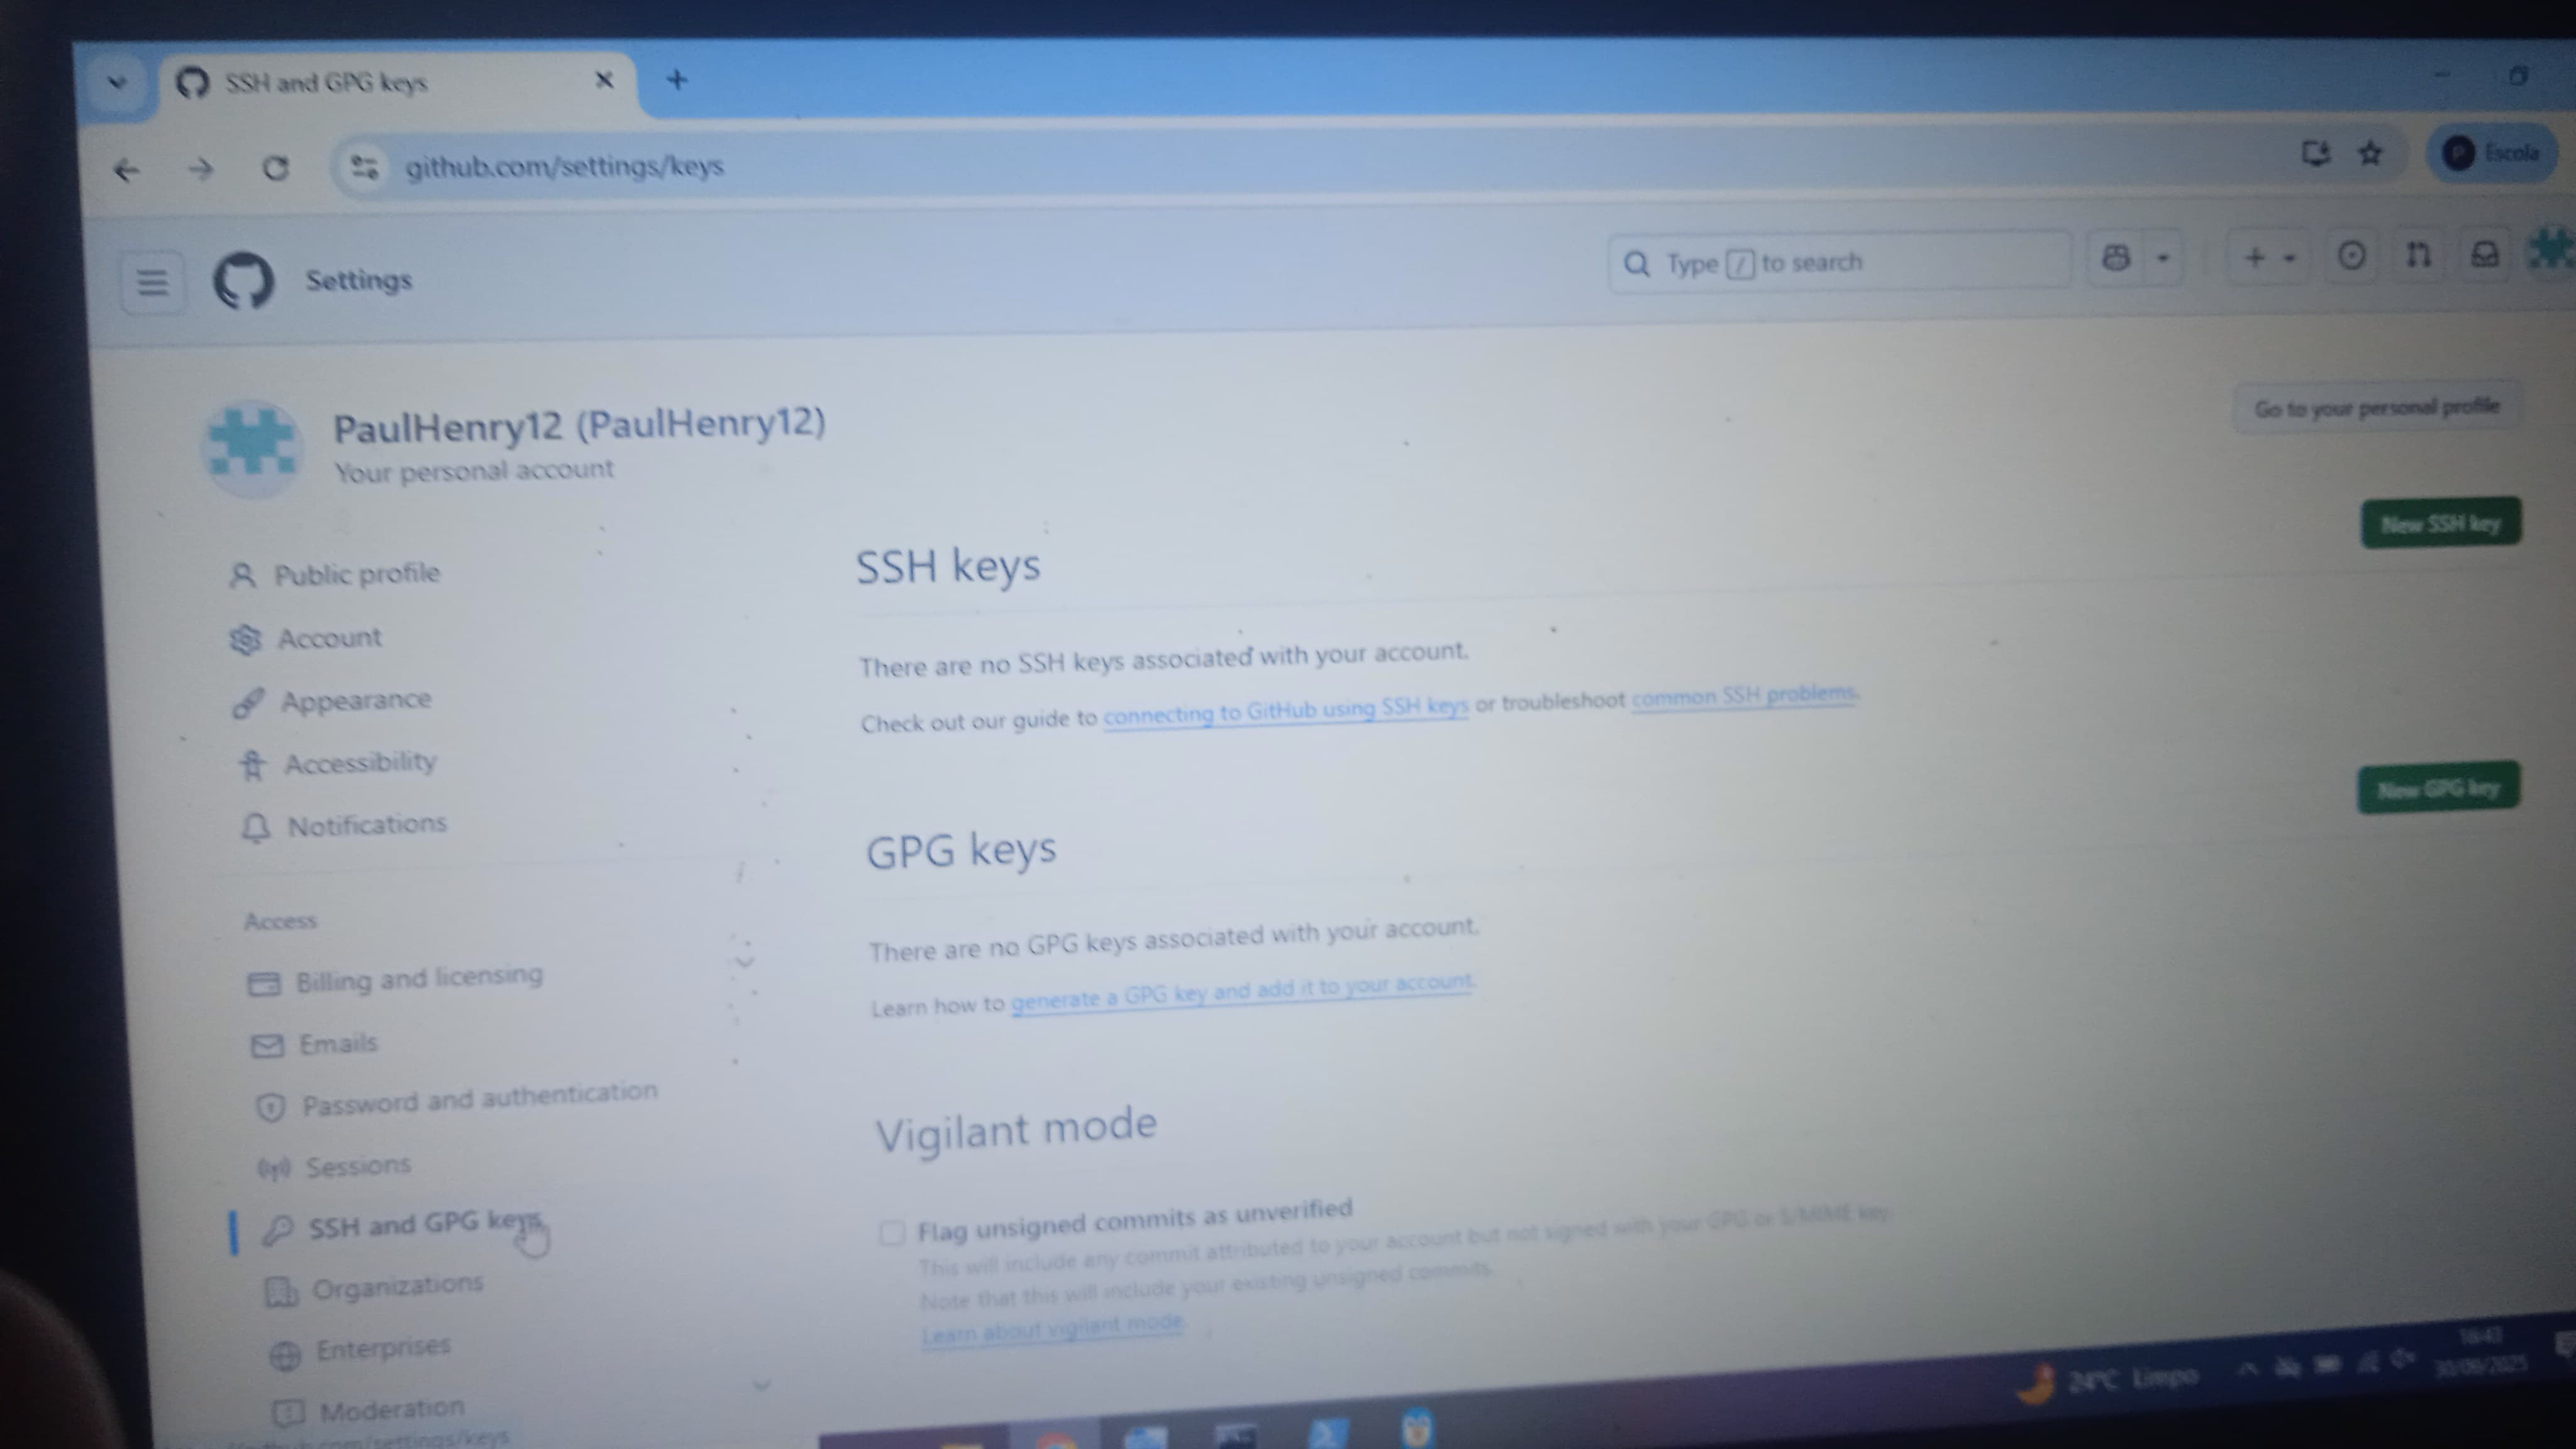 SSH and GPG keys
github.com/settings/keys
Escola
Settings
Type / to search
PaulHenry12 (PaulHenry12)
Your personal account
Go to your personal profile
Public profile
Account
Appearance
Accessibility
Notifications
Access
Billing and licensing
Emails
Password and authentication
Sessions
SSH and GPG keys
Organizations
Enterprises
Moderation
SSH keys
New SSH key
There are no SSH keys associated with your account.
Check out our guide to connecting to GitHub using SSH keys or troubleshoot common SSH problems.
GPG keys
New GPG key
There are no GPG keys associated with your account.
Learn how to generate a GPG key and add it to your account.
Vigilant mode
Flag unsigned commits as unverified
This will include any commit attributed to your account but not signed with your GPG or S/MIME key.
Note that this will include your existing unsigned commits.
Learn about vigilant mode.
github.com/settings/keys
24°C Limpo